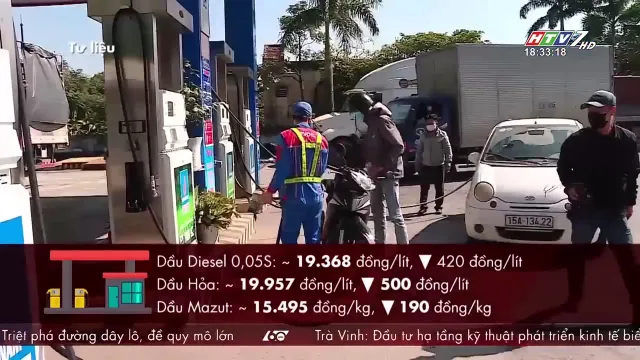 Tư liệu
HTV7 HD
18:33:18
15A-134.22
Dầu Diesel 0,05S: ~ 19.368 đồng/lít, ▼ 420 đồng/lít
Dầu Hỏa: ~ 19.957 đồng/lít, ▼ 500 đồng/lít
Dầu Mazut: ~ 15.495 đồng/kg, ▼ 190 đồng/kg
Triệt phá đường dây lô, đề quy mô lớn 60 Trà Vinh: Đầu tư hạ tầng kỹ thuật phát triển kinh tế biể